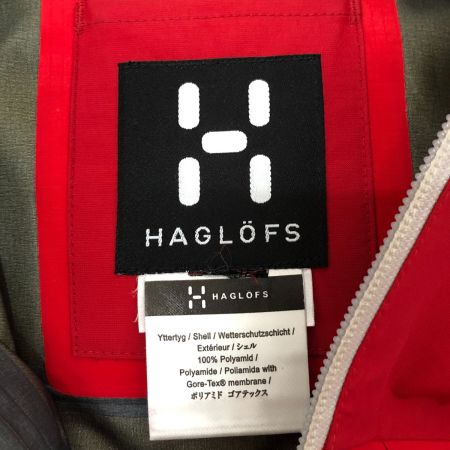 HAGLÖFS
HAGLÖFS
Yttertyg / Shell / Wetterschutzschicht /
Extérieur / シェル
100% Polyamid /
Polyamide / Poliamida with
Gore-Tex® membrane /
ポリアミド ゴアテックス